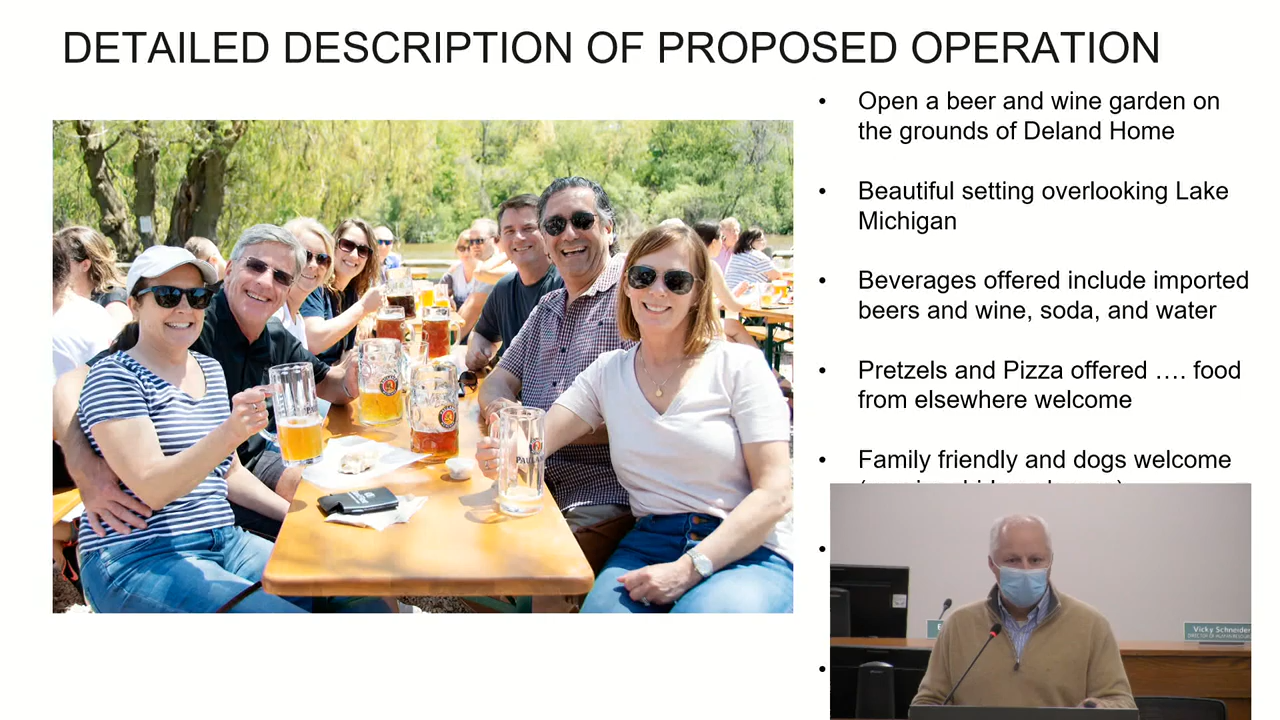 DETAILED DESCRIPTION OF PROPOSED OPERATION
• Open a beer and wine garden on
the grounds of Deland Home
• Beautiful setting overlooking Lake
Michigan
• Beverages offered include imported
beers and wine, soda, and water
• Pretzels and Pizza offered …. food
from elsewhere welcome
• Family friendly and dogs welcome
•
•
Vicky Schneider